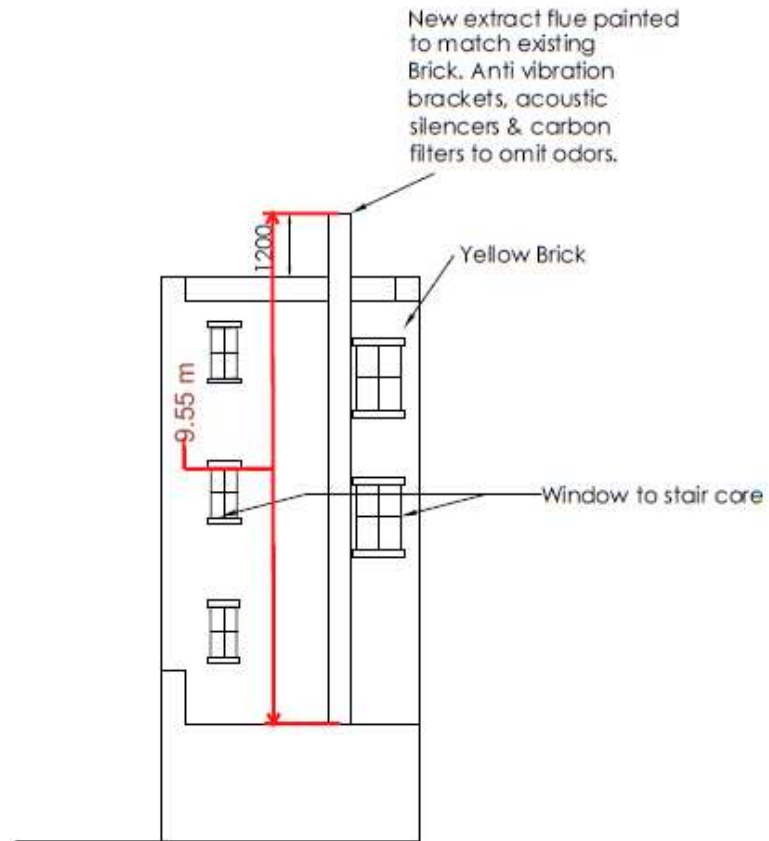 New extract flue painted
to match existing
Brick. Anti vibration
brackets, acoustic
silencers & carbon
filters to omit odors.
1200
Yellow Brick
9.55 m
Window to stair core